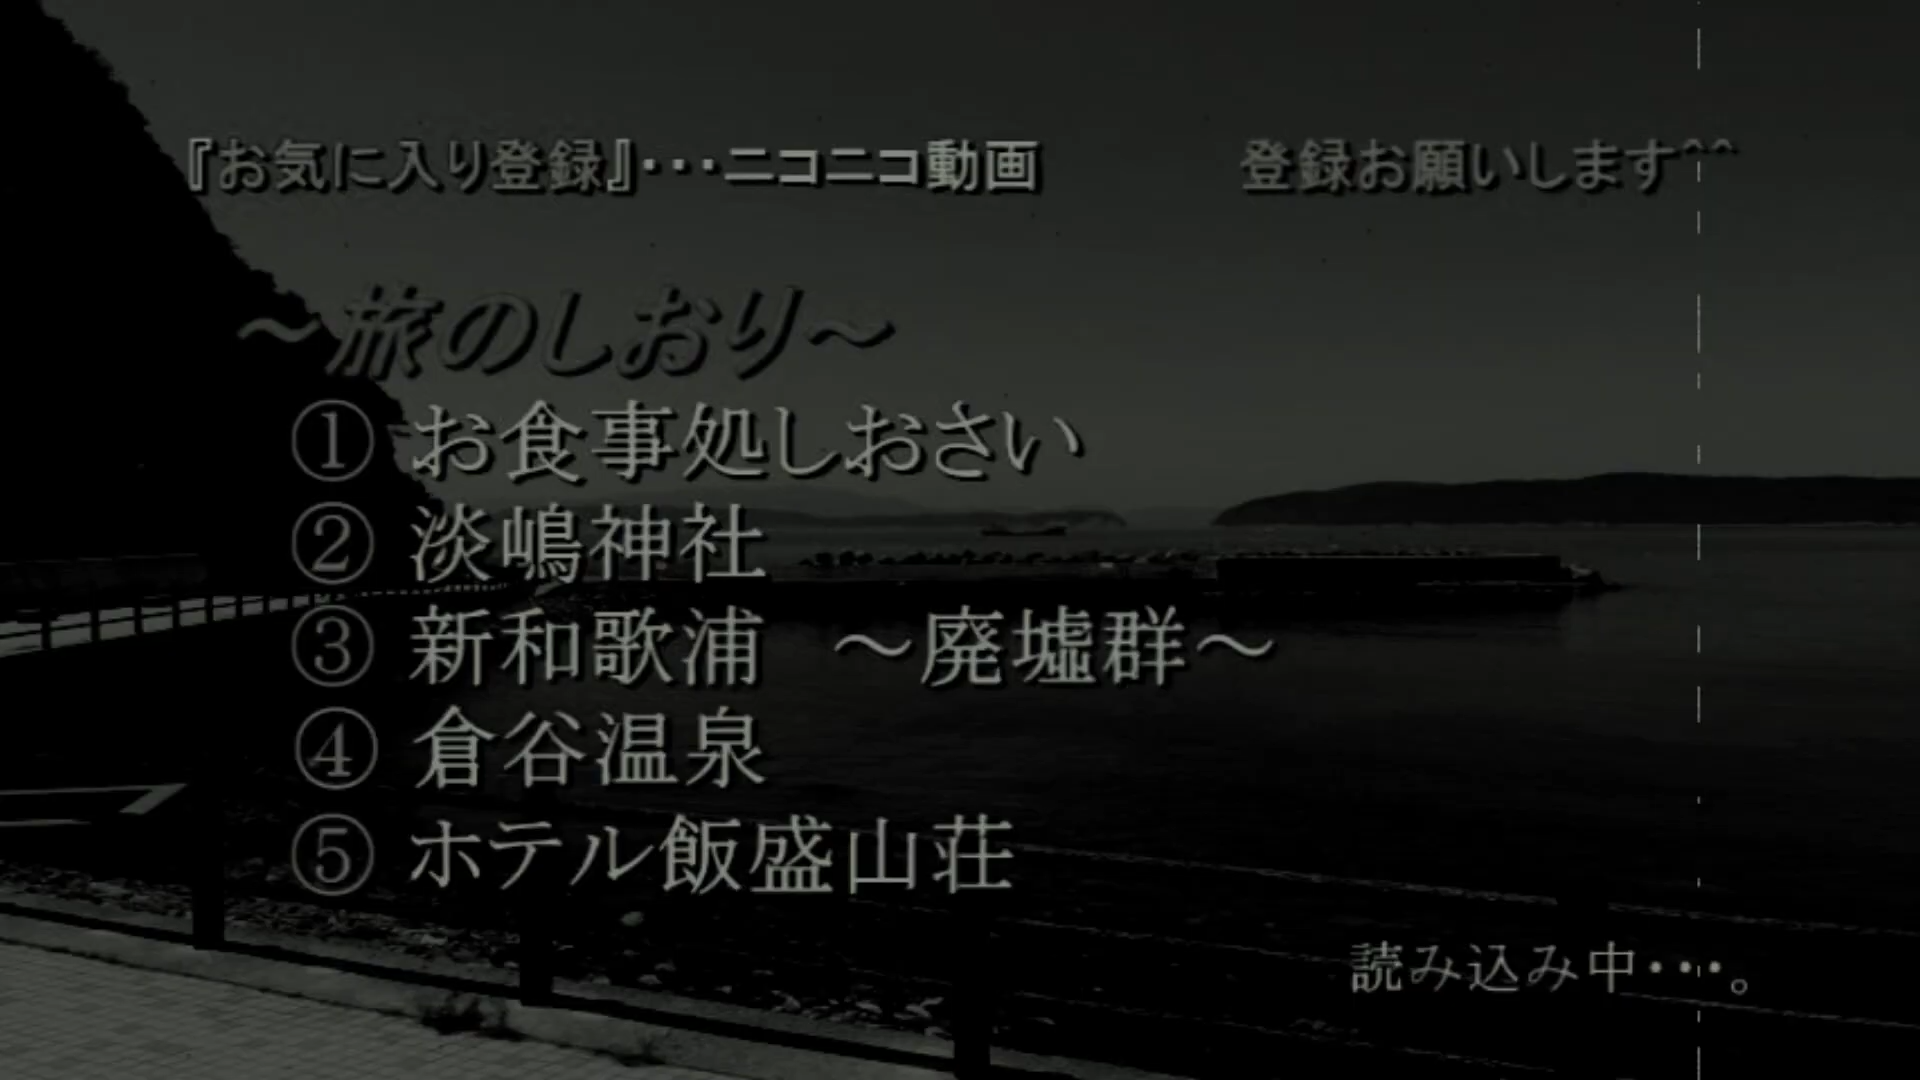 『お気に入り登録』・・・ニコニコ動画　登録お願いします^^
～旅のしおり～
① お食事処しおさい
② 淡嶋神社
③ 新和歌浦　～廃墟群～
④ 倉谷温泉
⑤ ホテル飯盛山荘
読み込み中・・・。